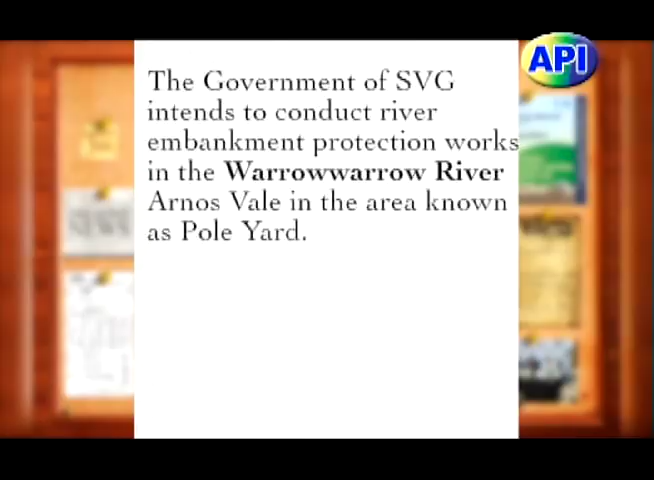 API
The Government of SVG
intends to conduct river
embankment protection works
in the Warrowwarrow River
Arnos Vale in the area known
as Pole Yard.